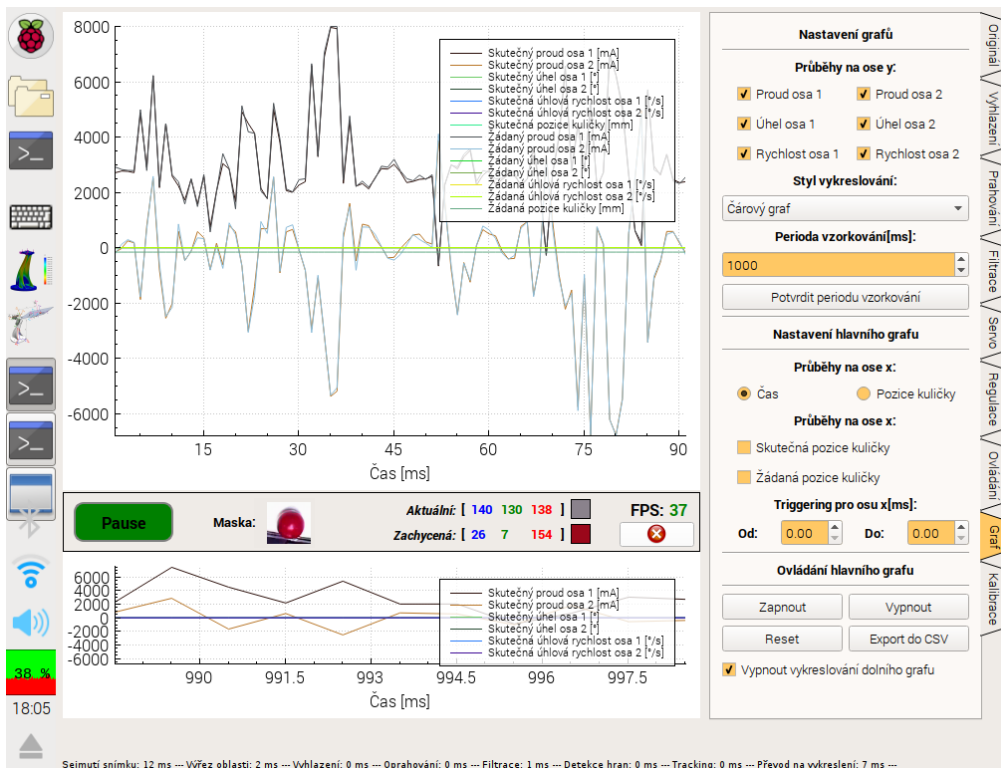 8000
6000
4000
2000
0
-2000
-4000
-6000
15
30
45
60
75
90
Čas [ms]
Skutečný proud osa 1 [mA]
Skutečný proud osa 2 [mA]
Skutečný úhel osa 1 [°]
Skutečný úhel osa 2 [°]
Skutečná úhlová rychlost osa 1 [°/s]
Skutečná úhlová rychlost osa 2 [°/s]
Skutečná pozice kuličky [mm]
Žádaný proud osa 1 [mA]
Žádaný proud osa 2 [mA]
Žádaný úhel osa 1 [°]
Žádaný úhel osa 2 [°]
Žádaná úhlová rychlost osa 1 [°/s]
Žádaná úhlová rychlost osa 2 [°/s]
Žádaná pozice kuličky [mm]
Pause
Maska:
Aktuální: [ 140 130 138 ]
Zachycená: [ 26 7 154 ]
FPS: 37
6000
4000
2000
0
-2000
-4000
-6000
990
991.5
993
994.5
996
997.5
Čas [ms]
Skutečný proud osa 1 [mA]
Skutečný proud osa 2 [mA]
Skutečný úhel osa 1 [°]
Skutečný úhel osa 2 [°]
Skutečná úhlová rychlost osa 1 [°/s]
Skutečná úhlová rychlost osa 2 [°/s]
Nastavení grafů
Průběhy na ose y:
Proud osa 1
Proud osa 2
Úhel osa 1
Úhel osa 2
Rychlost osa 1
Rychlost osa 2
Styl vykreslování:
Čárový graf
Perioda vzorkování[ms]:
1000
Potvrdit periodu vzorkování
Nastavení hlavního grafu
Průběhy na ose x:
Čas
Pozice kuličky
Průběhy na ose x:
Skutečná pozice kuličky
Žádaná pozice kuličky
Triggering pro osu x[ms]:
Od: 0.00 Do: 0.00
Ovládání hlavního grafu
Zapnout
Vypnout
Reset
Export do CSV
Vypnout vykreslování dolního grafu
Originál
Vyhlazení
Prahování
Filtrace
Servo
Regulace
Ovládání
Graf
Kalibrace
38 %
18:05
Sejmutí snímku: 12 ms --- Výřez oblasti: 2 ms --- Vyhlazení: 0 ms --- Oprahování: 0 ms --- Filtrace: 1 ms --- Detekce hran: 0 ms --- Tracking: 0 ms --- Převod na vykreslení: 7 ms ---